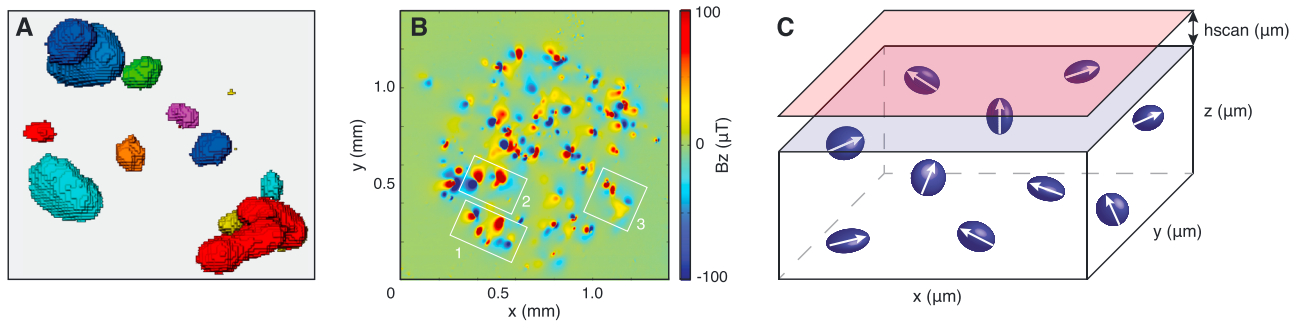 A
B
100
0
-100
Bz (µT)
1.0
0.5
0
0.5
1.0
y (mm)
x (mm)
1
2
3
C
hscan (µm)
z (µm)
y (µm)
x (µm)